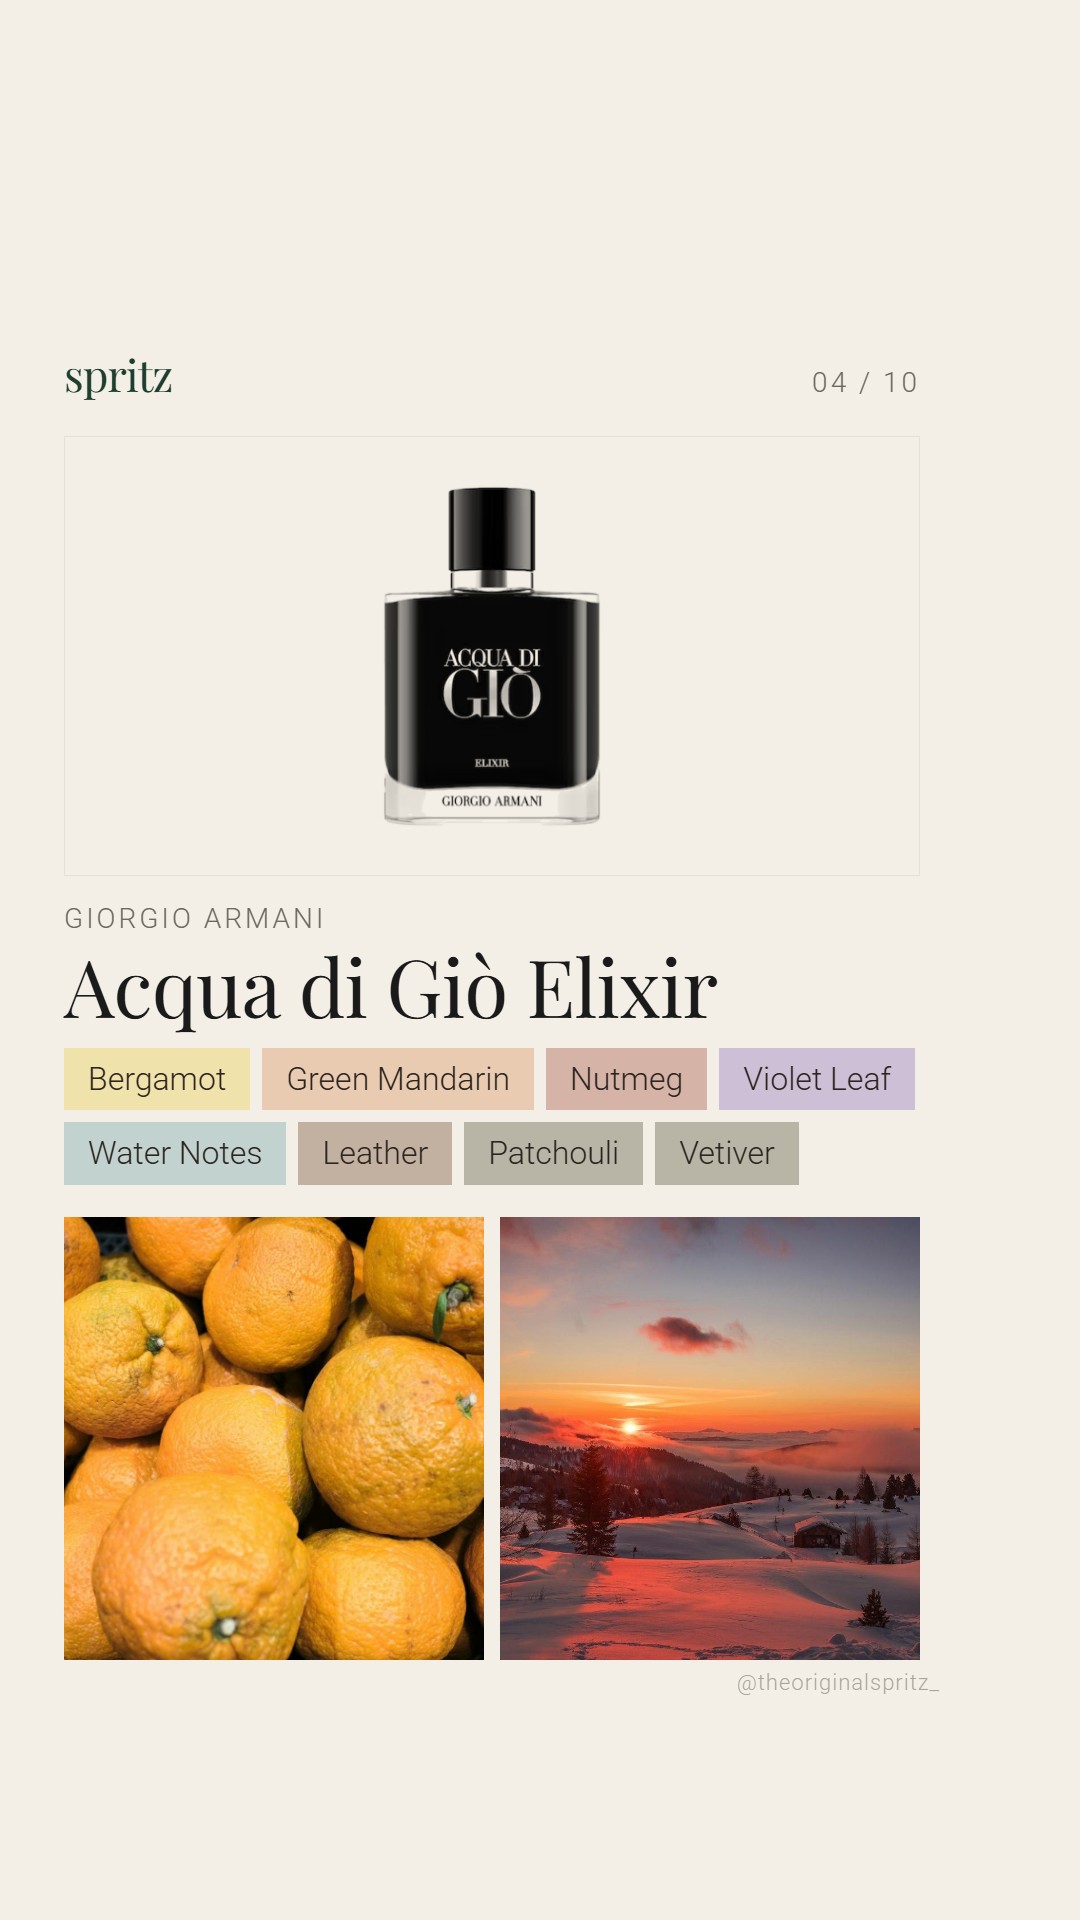 spritz
04 / 10
ACQUA DI
GIÒ
ELIXIR
GIORGIO ARMANI
GIORGIO ARMANI
Acqua di Giò Elixir
Bergamot Green Mandarin Nutmeg Violet Leaf
Water Notes Leather Patchouli Vetiver
@theoriginalspritz_